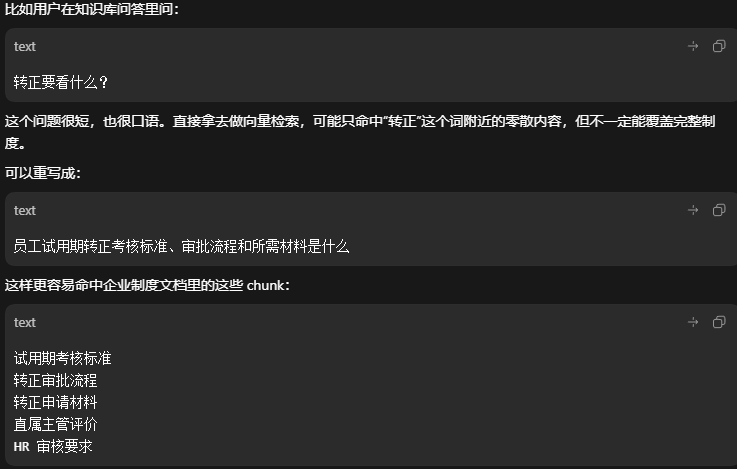 比如用户在知识库问答里问：
text
转正要看什么？
这个问题很短，也很口语。直接拿去做向量检索，可能只命中“转正”这个词附近的零散内容，但不一定能覆盖完整制
度。
可以重写成：
text
员工试用期转正考核标准、审批流程和所需材料是什么
这样更容易命中企业制度文档里的这些 chunk：
text
试用期考核标准
转正审批流程
转正申请材料
直属主管评价
HR 审核要求